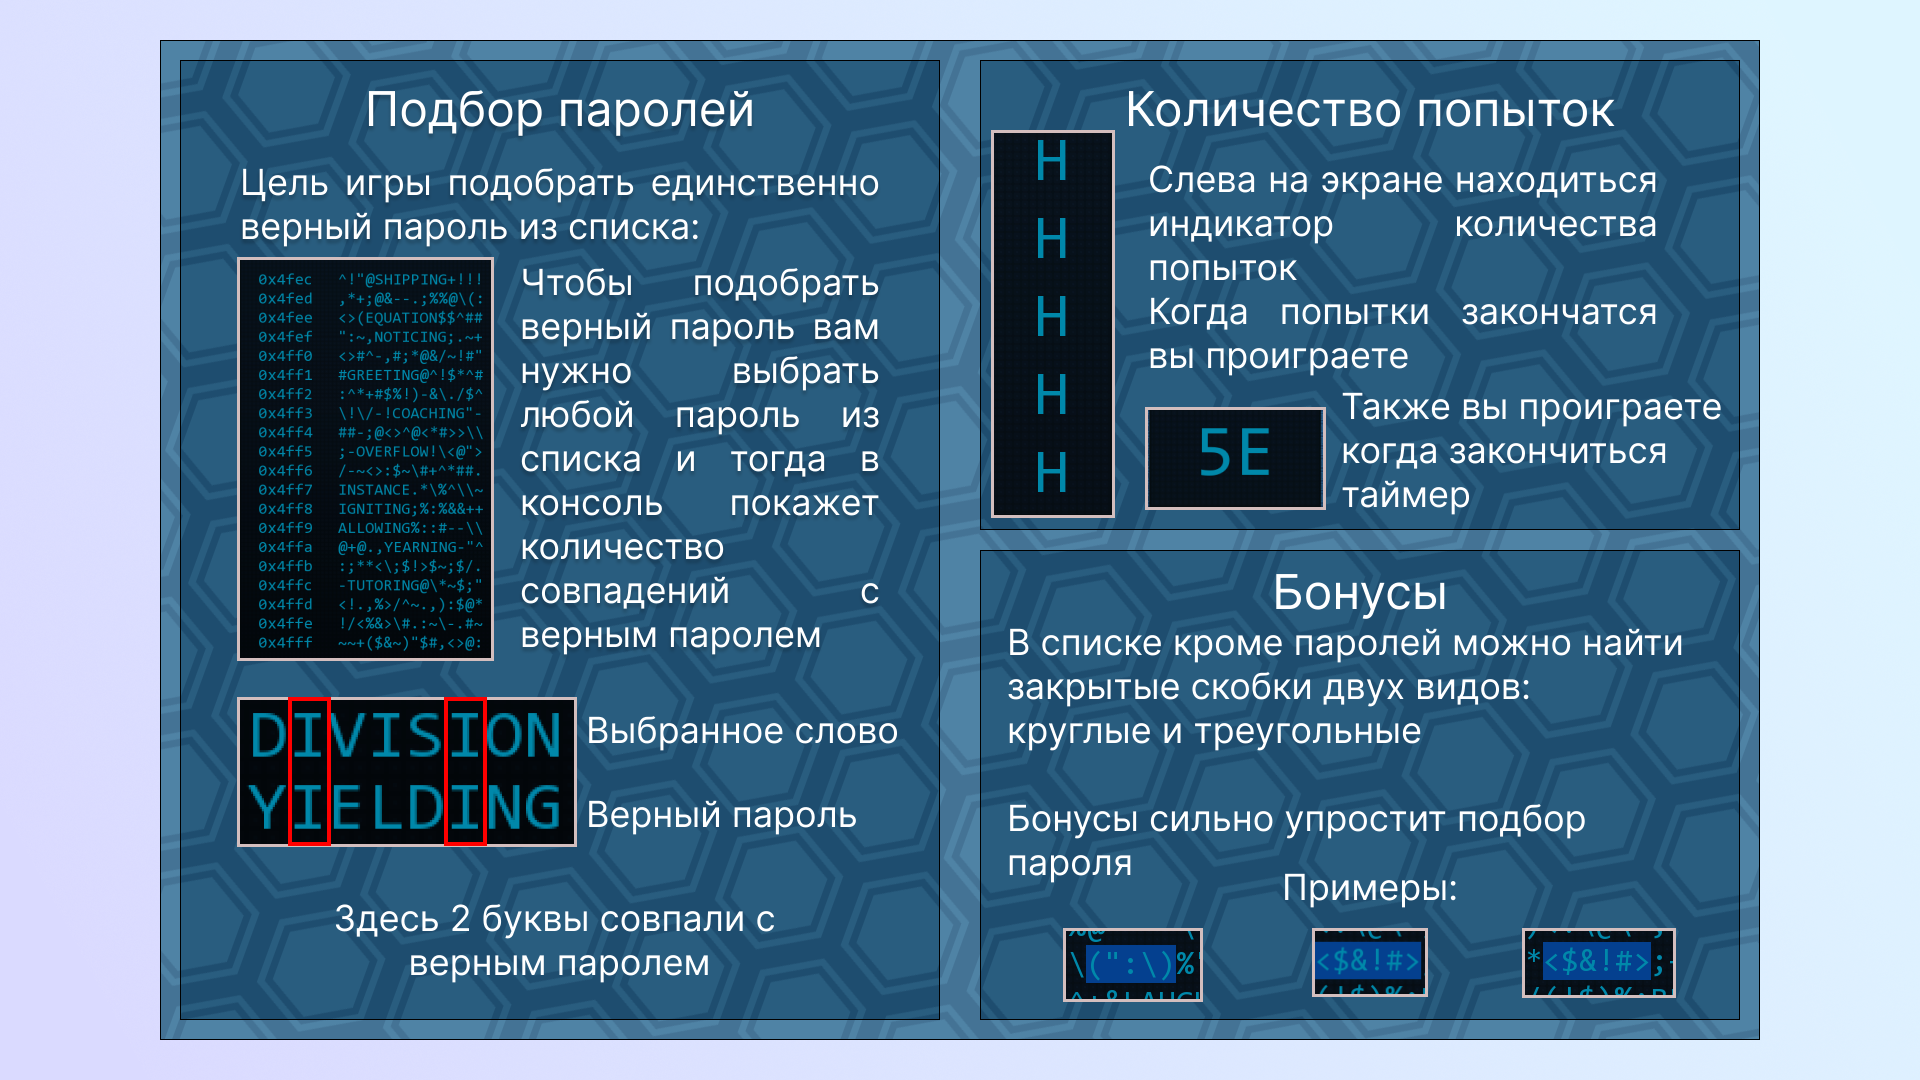 Подбор паролей
Цель игры подобрать единственно
верный пароль из списка:
0x4fec ^!"@SHIPPING+!!!
0x4fed ,*+;@&--.;%%@\(:
0x4fee <>(EQUATION$$^##
0x4fef ":~,NOTICING;.~+
0x4ff0 <>#^-,#;*@&/~!#"
0x4ff1 #GREETING@^!$*^#
0x4ff2 :^*+#$%!)-&\./$^
0x4ff3 \!\/-!COACHING"-
0x4ff4 ##-;@<>^@<*#>>\\
0x4ff5 ;-OVERFLOW!\<@">
0x4ff6 /-~<>:$~\#+^*##.
0x4ff7 INSTANCE.*\%^\\~
0x4ff8 IGNITING;%:%&&++
0x4ff9 ALLOWING%::#--\\
0x4ffa @+@.,YEARNING-"^
0x4ffb :;**<\;$!>$~;$/.
0x4ffc -TUTORING@\*~$;"
0x4ffd <!.,%>/^~.,):$@*
0x4ffe !/<%&>\#.:~\-.#~
0x4fff ~~+($&~)"$#,<>@:
Чтобы подобрать
верный пароль вам
нужно выбрать
любой пароль из
списка и тогда в
консоль покажет
количество
совпадений с
верным паролем
DIVISION
Выбранное слово
YIELDING
Верный пароль
Здесь 2 буквы совпали с
верным паролем
Количество попыток
H
H
H
H
H
Слева на экране находиться
индикатор количества
попыток
Когда попытки закончатся
вы проиграете
5E
Также вы проиграете
когда закончиться
таймер
Бонусы
В списке кроме паролей можно найти
закрытые скобки двух видов:
круглые и треугольные
Бонусы сильно упростит подбор
пароля
Примеры:
\(":\)%
<$&!#>
*<$&!#>;